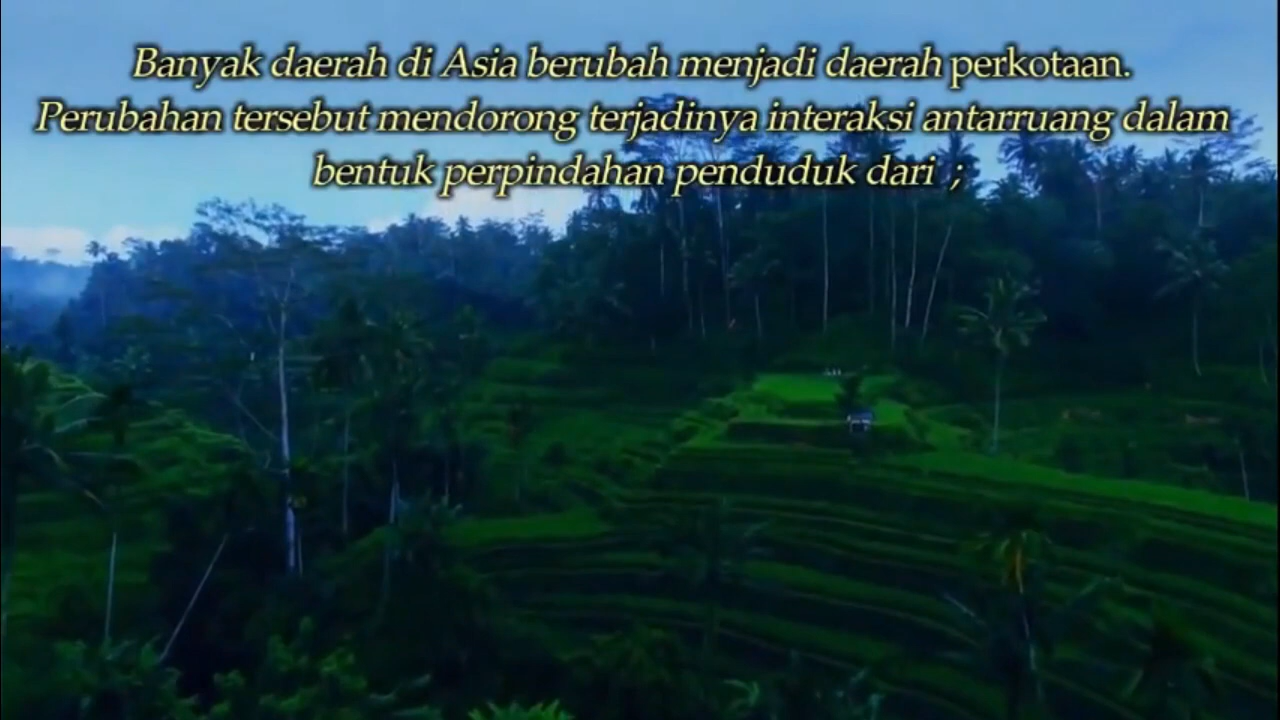 Banyak daerah di Asia berubah menjadi daerah perkotaan.
Perubahan tersebut mendorong terjadinya interaksi antarruang dalam
bentuk perpindahan penduduk dari ;